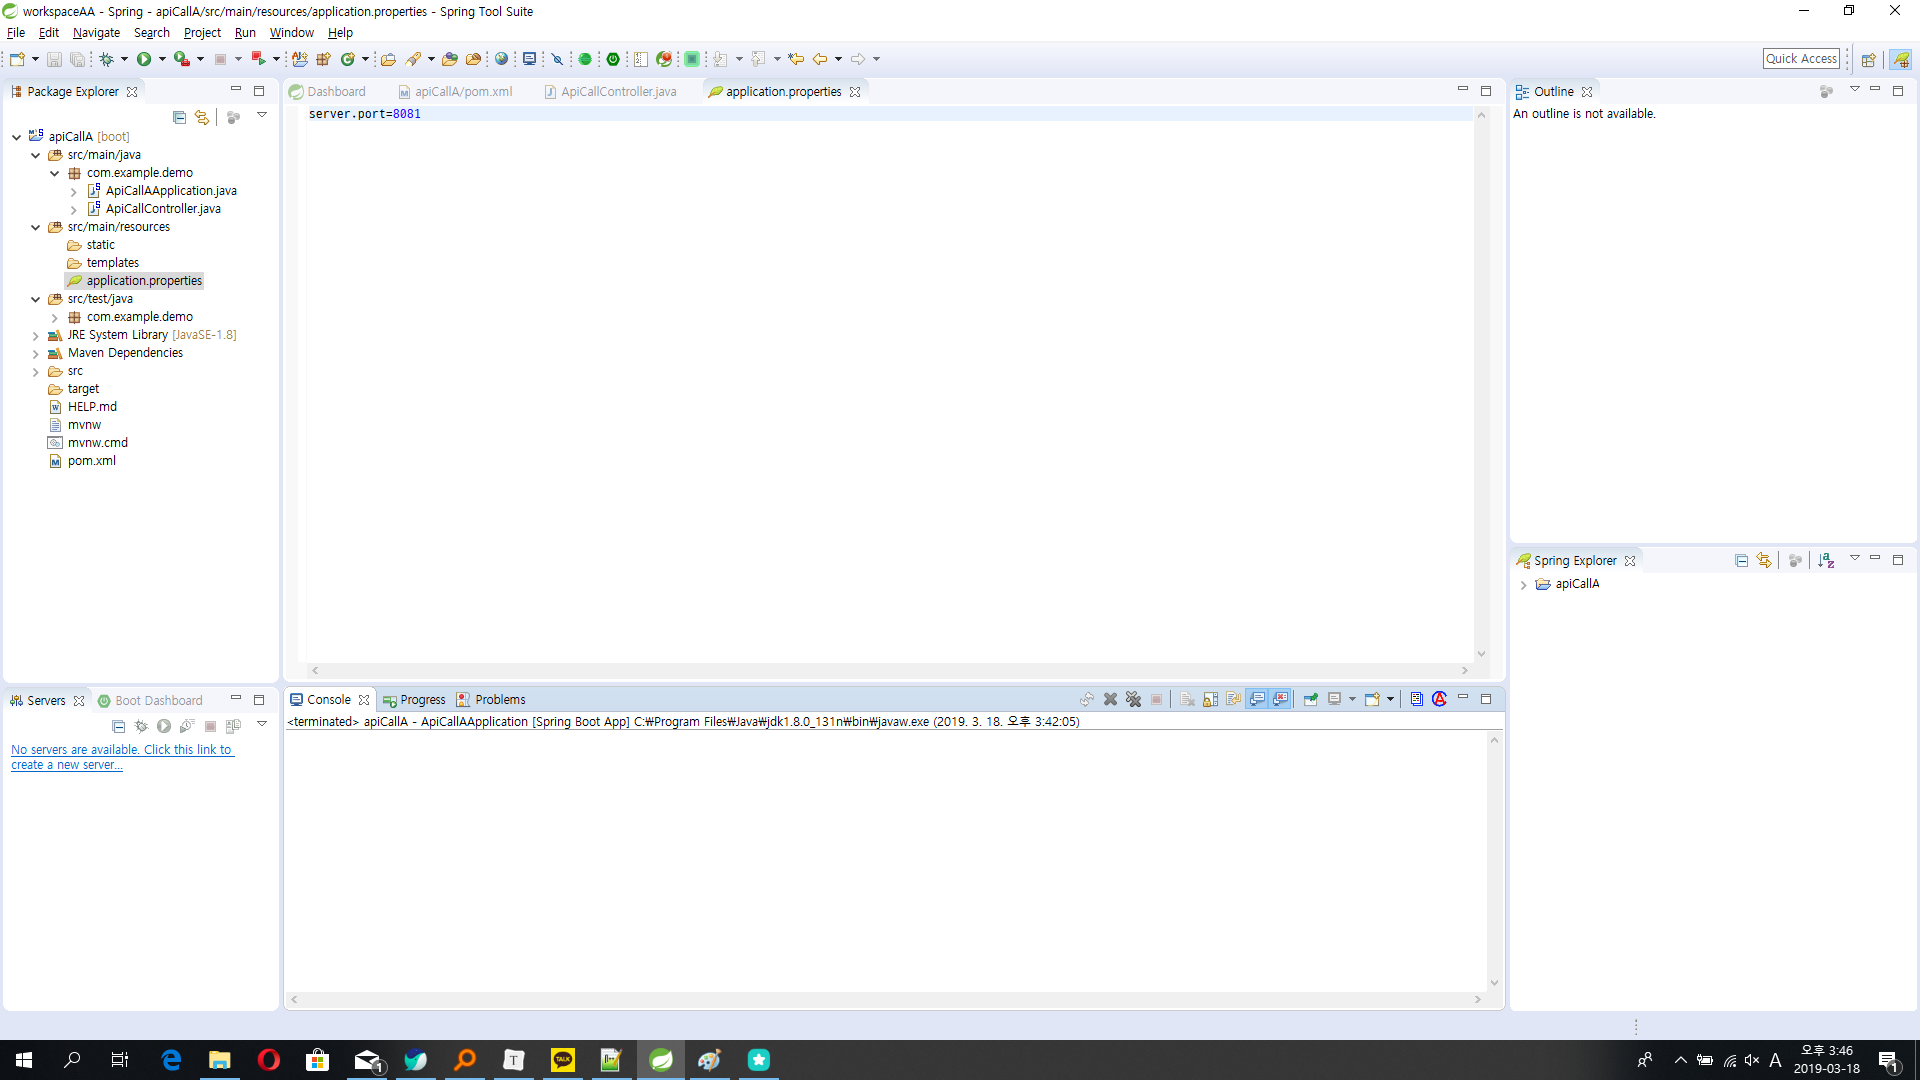 workspaceAA - Spring - apiCallA/src/main/resources/application.properties - Spring Tool Suite
File Edit Navigate Search Project Run Window Help
Quick Access
Package Explorer
apiCallA [boot]
src/main/java
com.example.demo
ApiCallAApplication.java
ApiCallController.java
src/main/resources
static
templates
application.properties
src/test/java
com.example.demo
JRE System Library [JavaSE-1.8]
Maven Dependencies
src
target
HELP.md
mvnw
mvnw.cmd
pom.xml
Dashboard apiCallA/pom.xml ApiCallController.java application.properties
server.port=8081
Outline
An outline is not available.
Spring Explorer
apiCallA
Servers Boot Dashboard
No servers are available. Click this link to
create a new server...
Console Progress Problems
<terminated> apiCallA - ApiCallAApplication [Spring Boot App] C:₩Program Files₩Java₩jdk1.8.0_131n₩bin₩javaw.exe (2019. 3. 18. 오후 3:42:05)
1
T
TALK
A
오후 3:46
2019-03-18
1